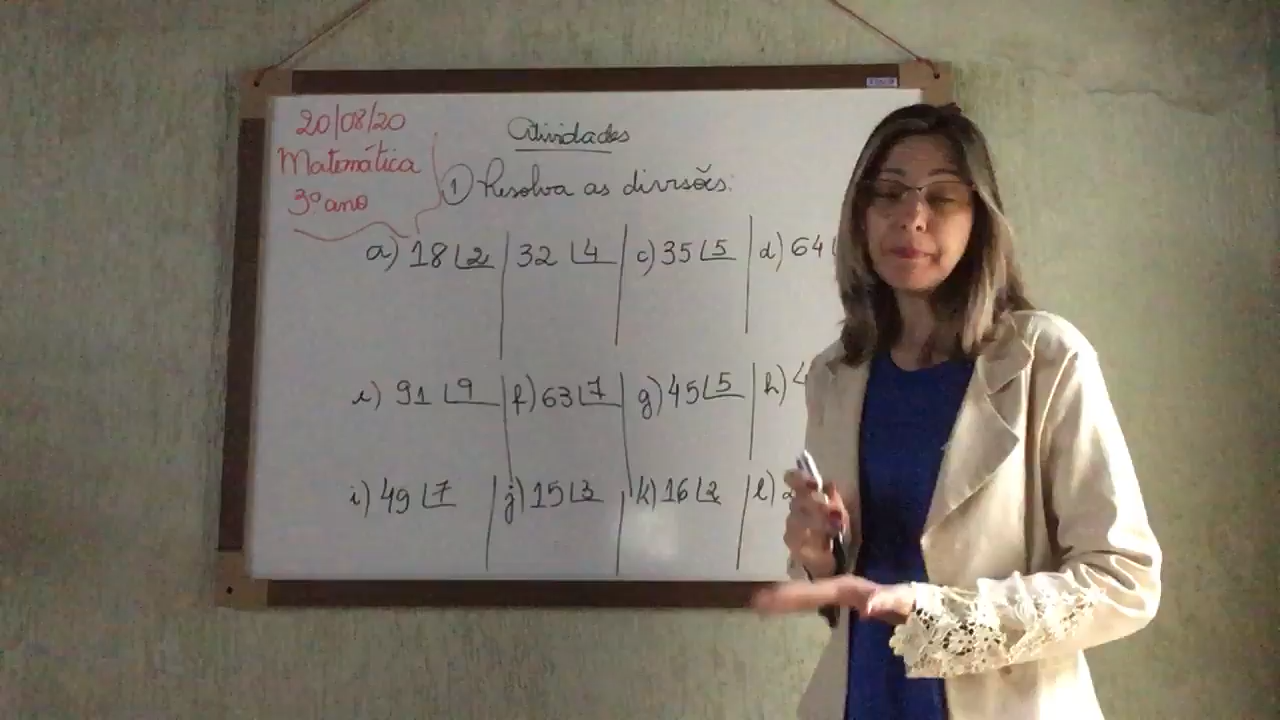 20/08/20
Matemática
3º ano
Atividades
① Resolva as divisões:
a) 18 2 32 4 c) 35 5 d) 64
e) 91 9 f) 63 7 g) 45 5 h) 4
i) 49 7 j) 15 3 k) 16 2 l)